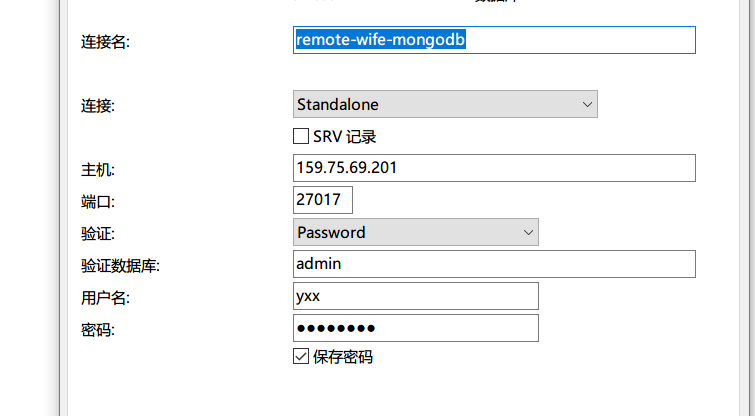 连接名: remote-wife-mongodb
连接: Standalone
SRV 记录
主机: 159.75.69.201
端口: 27017
验证: Password
验证数据库: admin
用户名: yxx
密码: ●●●●●●●●
保存密码